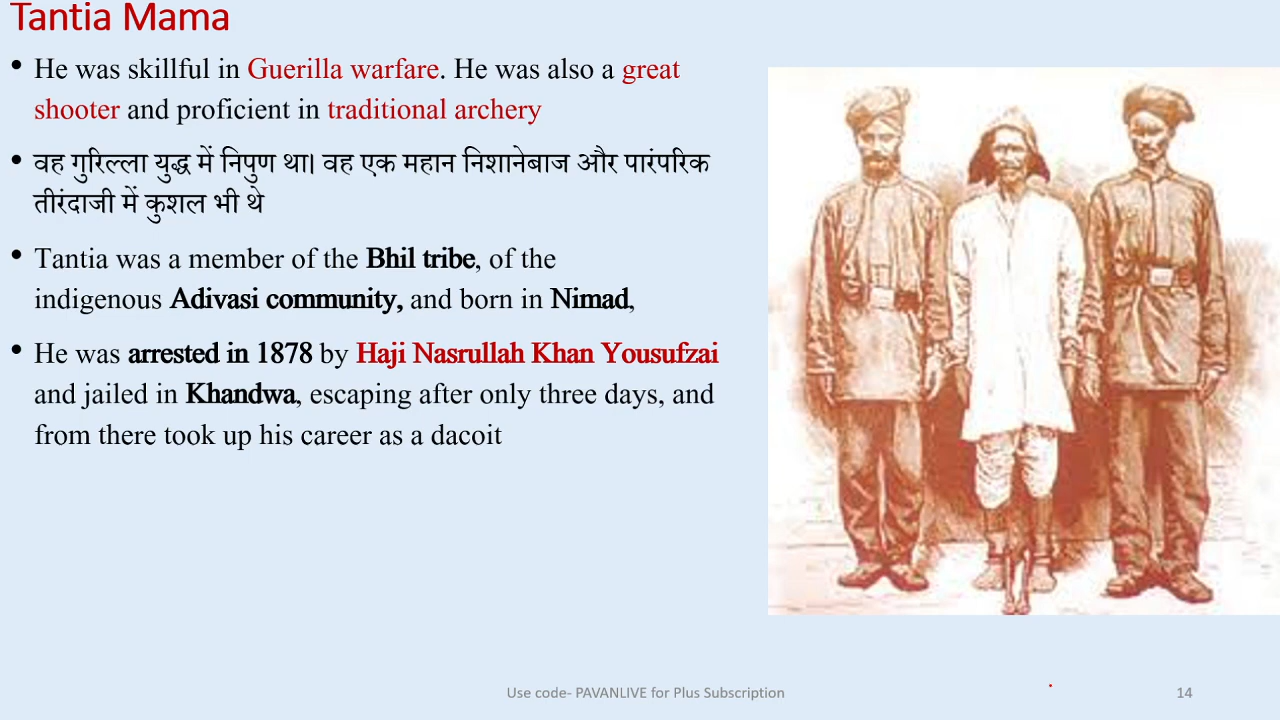 Tantia Mama
• He was skillful in Guerilla warfare. He was also a great
shooter and proficient in traditional archery
• वह गुरिल्ला युद्ध में निपुण था। वह एक महान निशानेबाज और पारंपरिक
तीरंदाजी में कुशल भी थे
• Tantia was a member of the Bhil tribe, of the
indigenous Adivasi community, and born in Nimad,
• He was arrested in 1878 by Haji Nasrullah Khan Yousufzai
and jailed in Khandwa, escaping after only three days, and
from there took up his career as a dacoit
Use code- PAVANLIVE for Plus Subscription
14